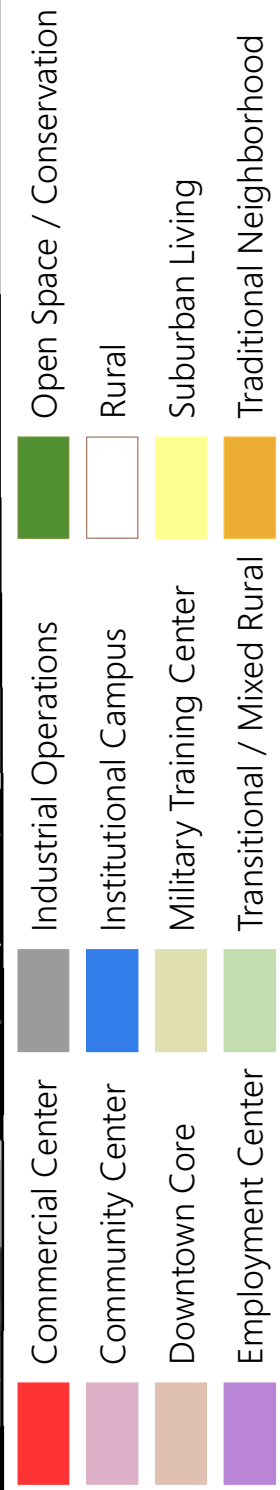 Commercial Center
Community Center
Downtown Core
Employment Center
Industrial Operations
Institutional Campus
Military Training Center
Transitional / Mixed Rural
Open Space / Conservation
Rural
Suburban Living
Traditional Neighborhood